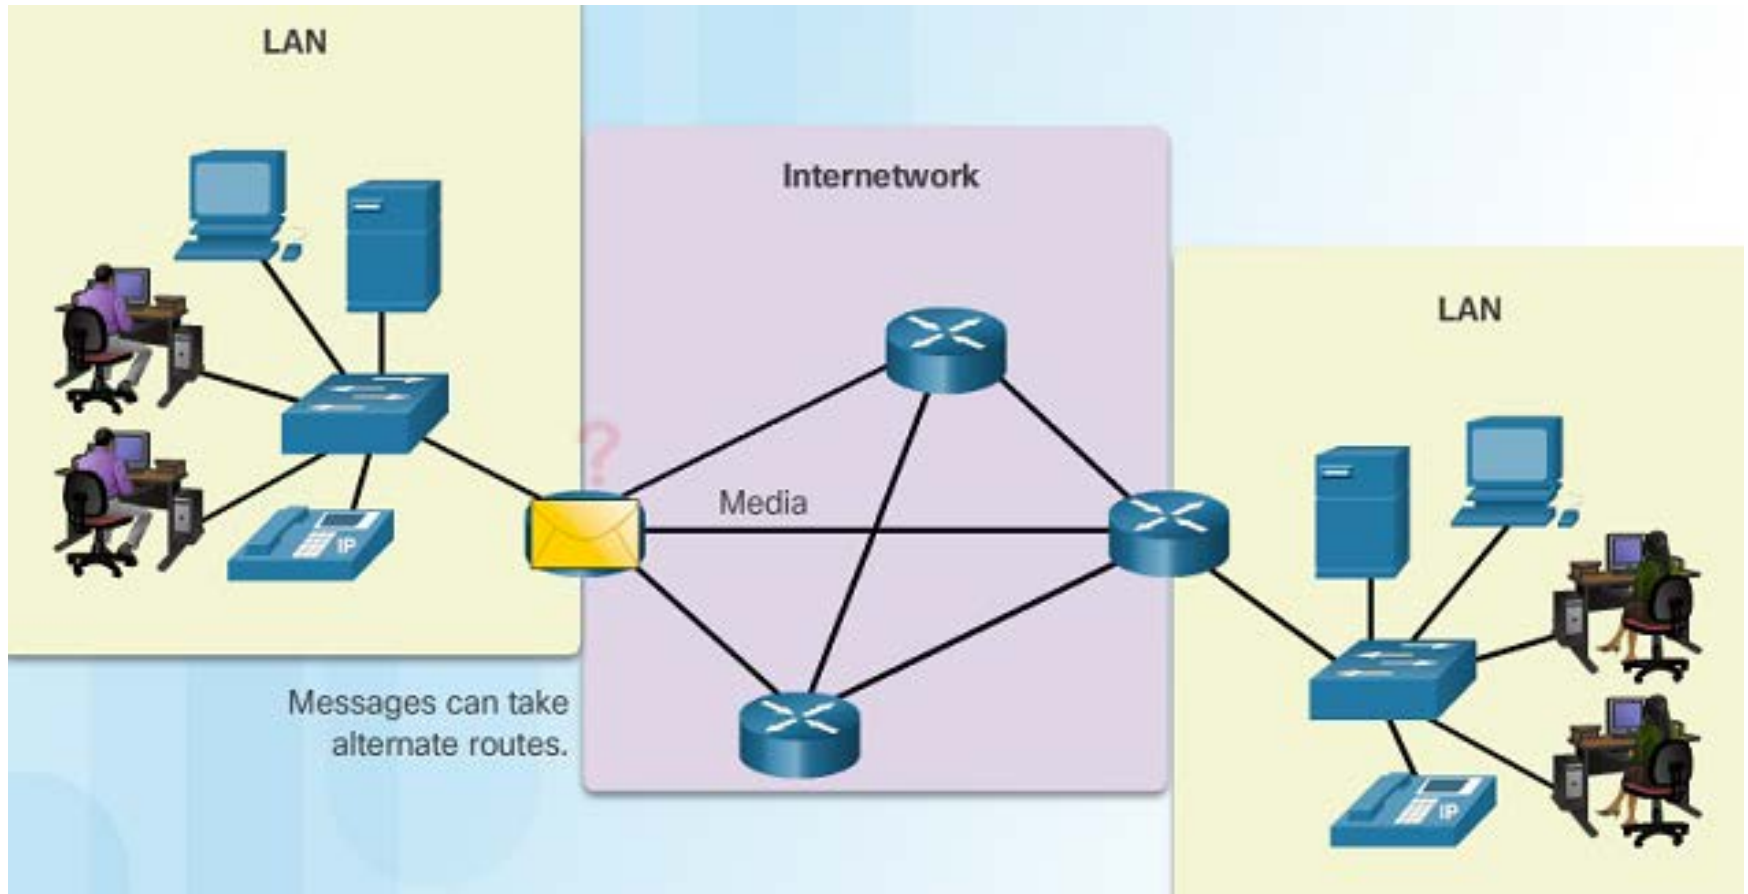 LAN
Internetwork
LAN
?
Media
IP
Messages can take
alternate routes.
IP